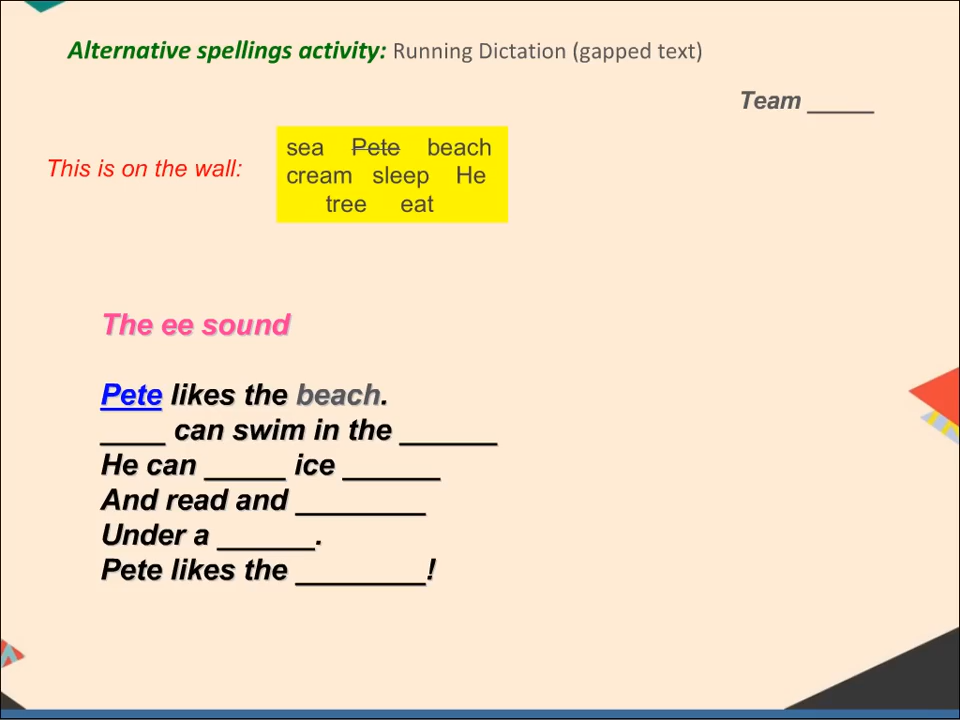 Alternative spellings activity: Running Dictation (gapped text)
Team _____
This is on the wall:
sea Pete beach
cream sleep He
tree eat
The ee sound
Pete likes the beach.
____ can swim in the ______
He can _____ ice ______
And read and ________
Under a ______.
Pete likes the ________!